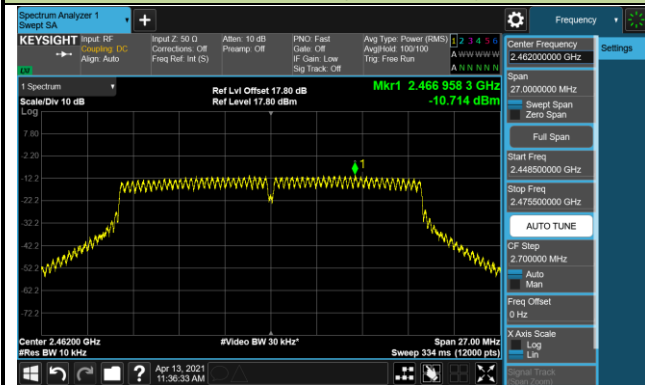 Spectrum Analyzer 1
Swept SA
Frequency
KEYSIGHT
Input: RF
Coupling: DC
Align: Auto
Input Z: 50 Ω
Corrections: Off
Freq Ref: Int (S)
Atten: 10 dB
Preamp: Off
PNO: Fast
Gate: Off
IF Gain: Low
Sig Track: Off
Avg Type: Power (RMS)
Avg|Hold: 100/100
Trig: Free Run
1 2 3 4 5 6
A W W W W W
A N N N N N
1 Spectrum
Scale/Div 10 dB
Ref Lvl Offset 17.80 dB
Ref Level 17.80 dBm
Mkr1 2.466 958 3 GHz
-10.714 dBm
Log
7.80
-2.20
-12.2
-22.2
-32.2
-42.2
-52.2
-62.2
-72.2
1
Center 2.46200 GHz
#Res BW 10 kHz
#Video BW 30 kHz*
Span 27.00 MHz
Sweep 334 ms (12000 pts)
Apr 13, 2021
11:36:33 AM
?
Center Frequency
2.462000000 GHz
Settings
Span
27.0000000 MHz
Swept Span
Zero Span
Full Span
Start Freq
2.448500000 GHz
Stop Freq
2.475500000 GHz
AUTO TUNE
CF Step
2.700000 MHz
Auto
Man
Freq Offset
0 Hz
X Axis Scale
Log
Lin
Signal Track
(Span Zoom)